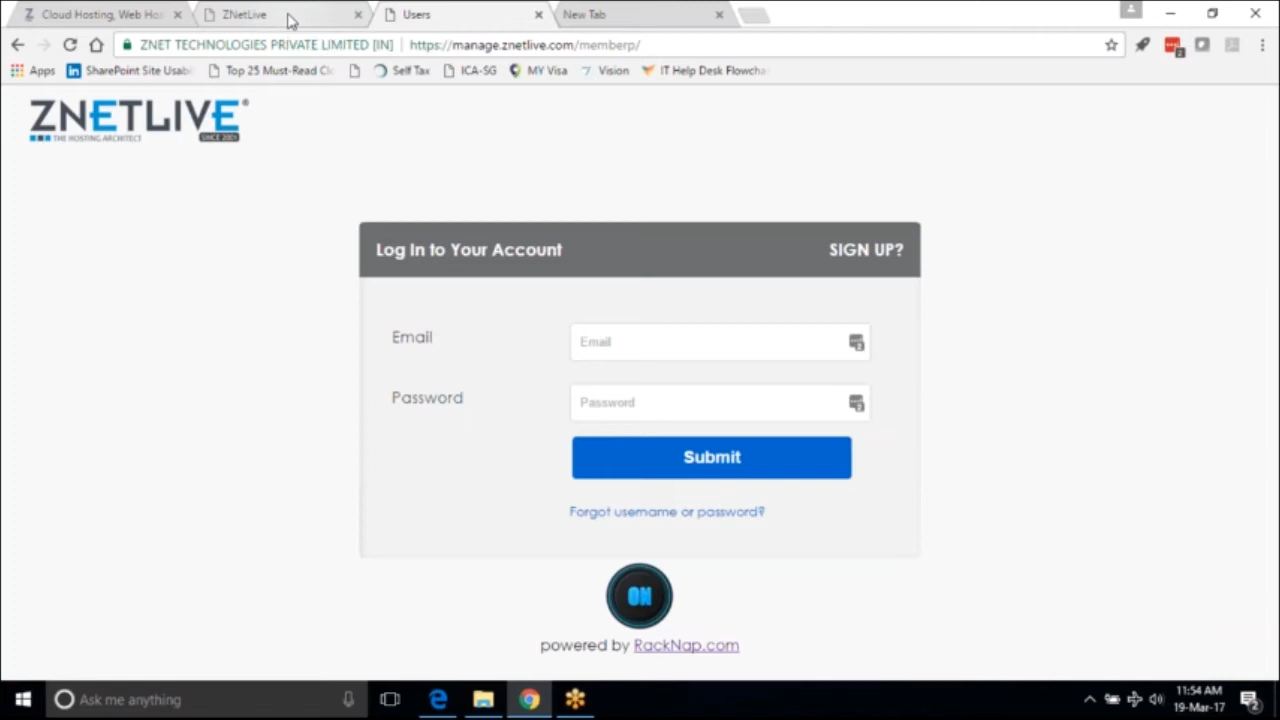 Cloud Hosting, Web Hos
ZNetLive
Users
New Tab
ZNET TECHNOLOGIES PRIVATE LIMITED [IN]
https://manage.znetlive.com/memberp/
Apps
SharePoint Site Usabi
Top 25 Must-Read Cl
Self Tax
ICA-SG
MY Visa
Vision
IT Help Desk Flowcha
ZNETLIVE®
THE HOSTING ARCHITECT
SINCE 2001
Log In to Your Account
SIGN UP?
Email
Email
Password
Password
Submit
Forgot username or password?
ON
powered by RackNap.com
Ask me anything
11:54 AM
19-Mar-17
2